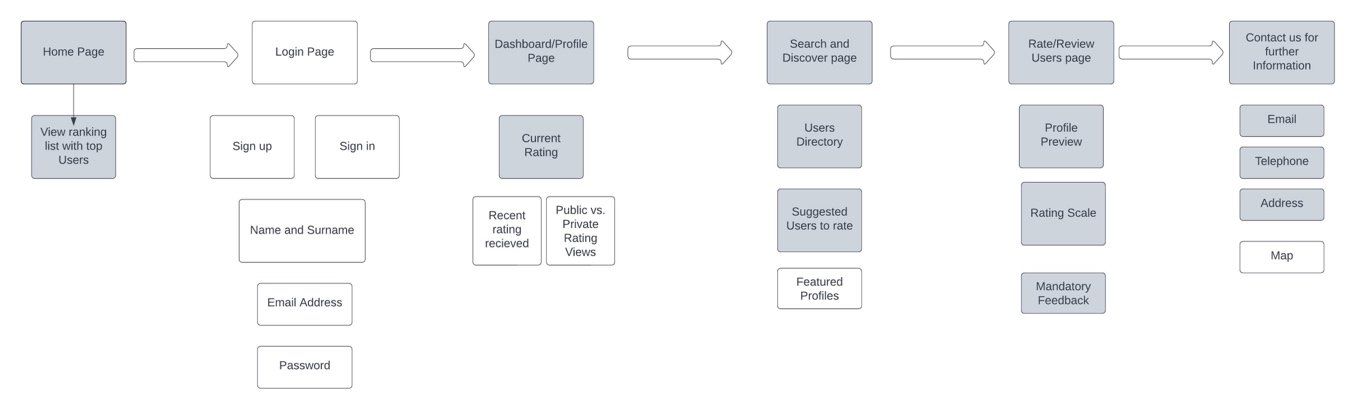 Home Page
Login Page
Dashboard/Profile
Page
Search and
Discover page
Rate/Review
Users page
Contact us for
further
Information
View ranking
list with top
Users
Sign up
Sign in
Name and Surname
Email Address
Password
Current
Rating
Recent
rating
recieved
Public vs.
Private
Rating
Views
Users
Directory
Suggested
Users to rate
Featured
Profiles
Profile
Preview
Rating Scale
Mandatory
Feedback
Email
Telephone
Address
Map